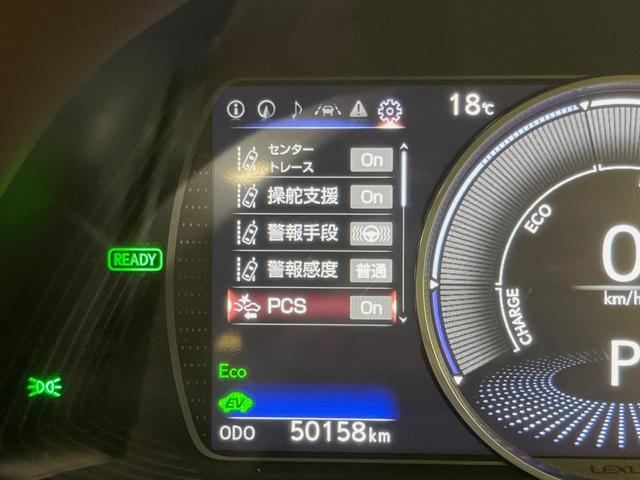 18℃
センター
トレース On
操舵支援 On
警報手段
警報感度 普通
PCS On
READY
Eco
EV
ODO 50158km
ECO
CHARGE
0
km/h
P
LEXUS